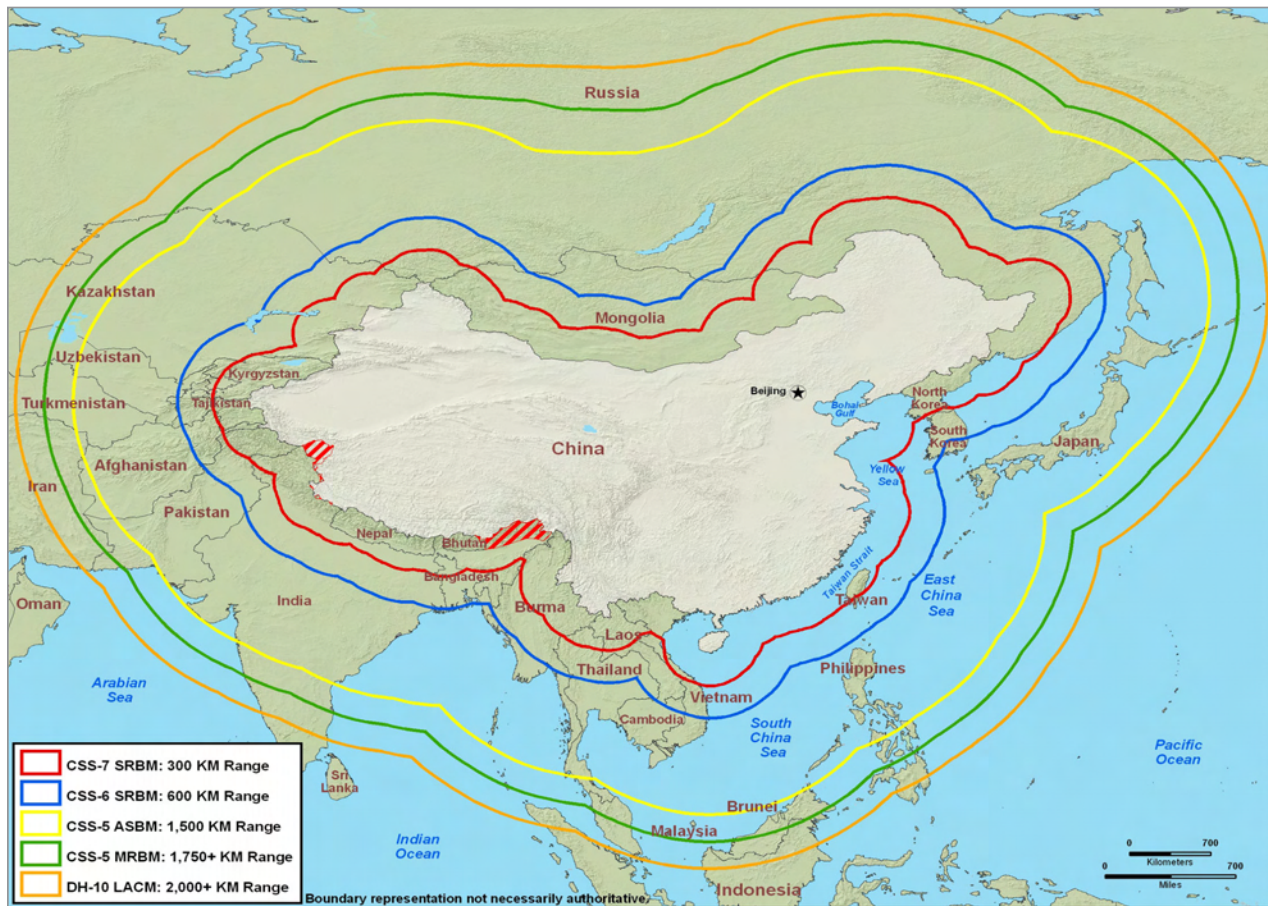 Russia
Kazakhstan
Mongolia
Uzbekistan
Kyrgyzstan
Turkmenistan
Tajikistan
Beijing
Bohai
Gulf
North
Korea
South
Korea
Japan
China
Afghanistan
Yellow
Sea
Iran
Pakistan
Nepal
Bhutan
Bangladesh
Taiwan Strait
East
China
Sea
Oman
India
Burma
Taiwan
Laos
Thailand
Philippines
Arabian
Sea
Vietnam
Cambodia
South
China
Sea
Pacific
Ocean
Sri
Lanka
Brunei
Malaysia
Indian
Ocean
Indonesia
CSS-7 SRBM: 300 KM Range
CSS-6 SRBM: 600 KM Range
CSS-5 ASBM: 1,500 KM Range
CSS-5 MRBM: 1,750+ KM Range
DH-10 LACM: 2,000+ KM Range
Boundary representation not necessarily authoritative.
0 700
Kilometers
0 700
Miles